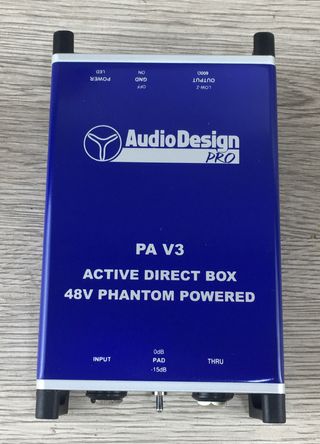 POWER
LED
GND
ON
OFF
OUTPUT
600Ω
LOW-Z
AudioDesign
PRO
PA V3
ACTIVE DIRECT BOX
48V PHANTOM POWERED
0dB
INPUT PAD THRU
-15dB